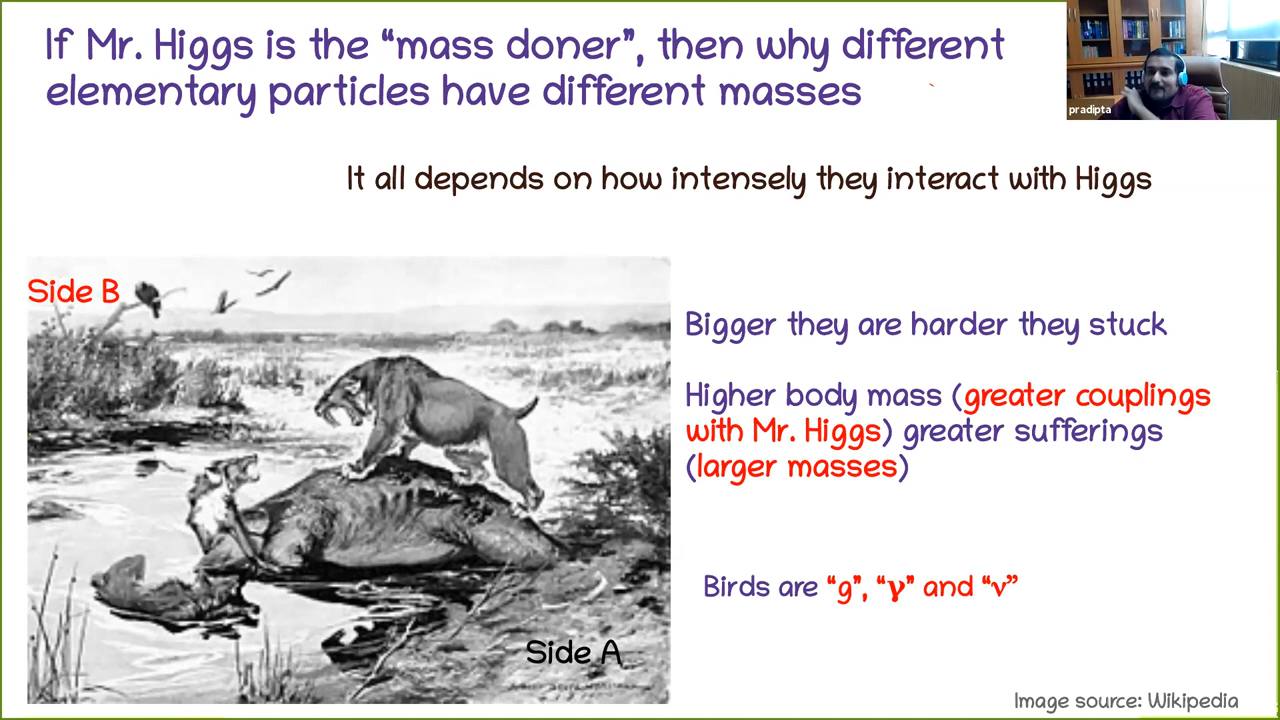 If Mr. Higgs is the “mass doner”, then why different
elementary particles have different masses
pradipta
It all depends on how intensely they interact with Higgs
Side B
Bigger they are harder they stuck
Higher body mass (greater couplings
with Mr. Higgs) greater sufferings
(larger masses)
Birds are “g”, “γ” and “ν”
Side A
Image source: Wikipedia